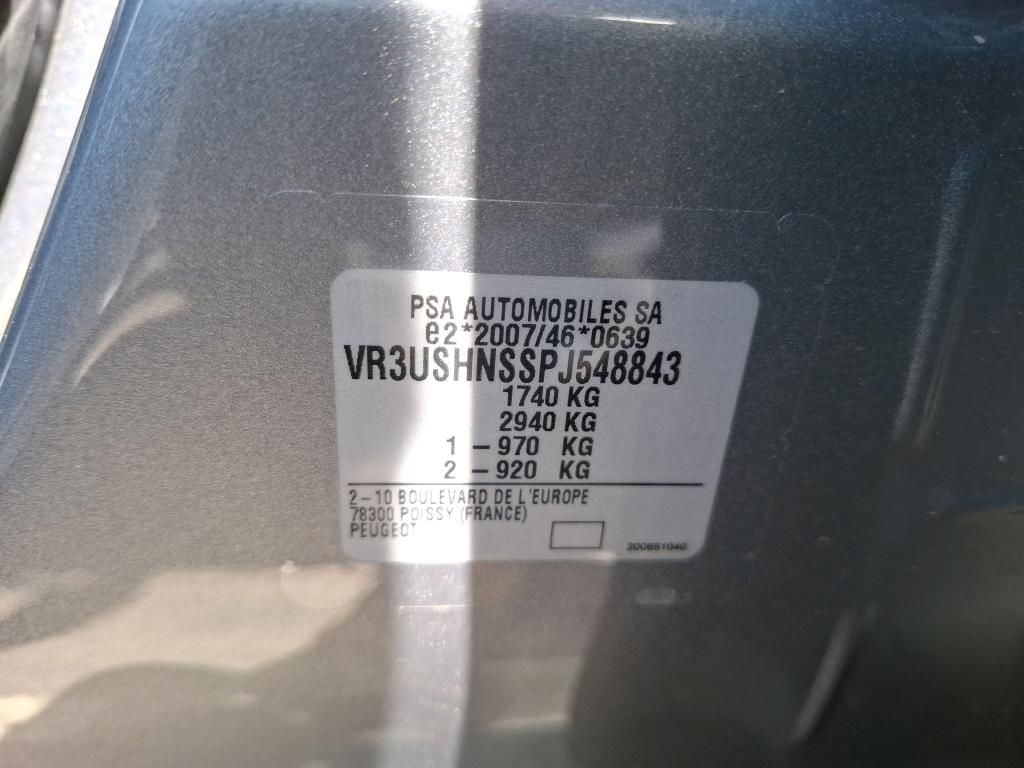 PSA AUTOMOBILES SA
e2*2007/46*0639
VR3USHNSSPJ548843
1740 KG
2940 KG
1 – 970 KG
2 – 920 KG
2 – 10 BOULEVARD DE L'EUROPE
78300 POISSY (FRANCE)
PEUGEOT
200651040